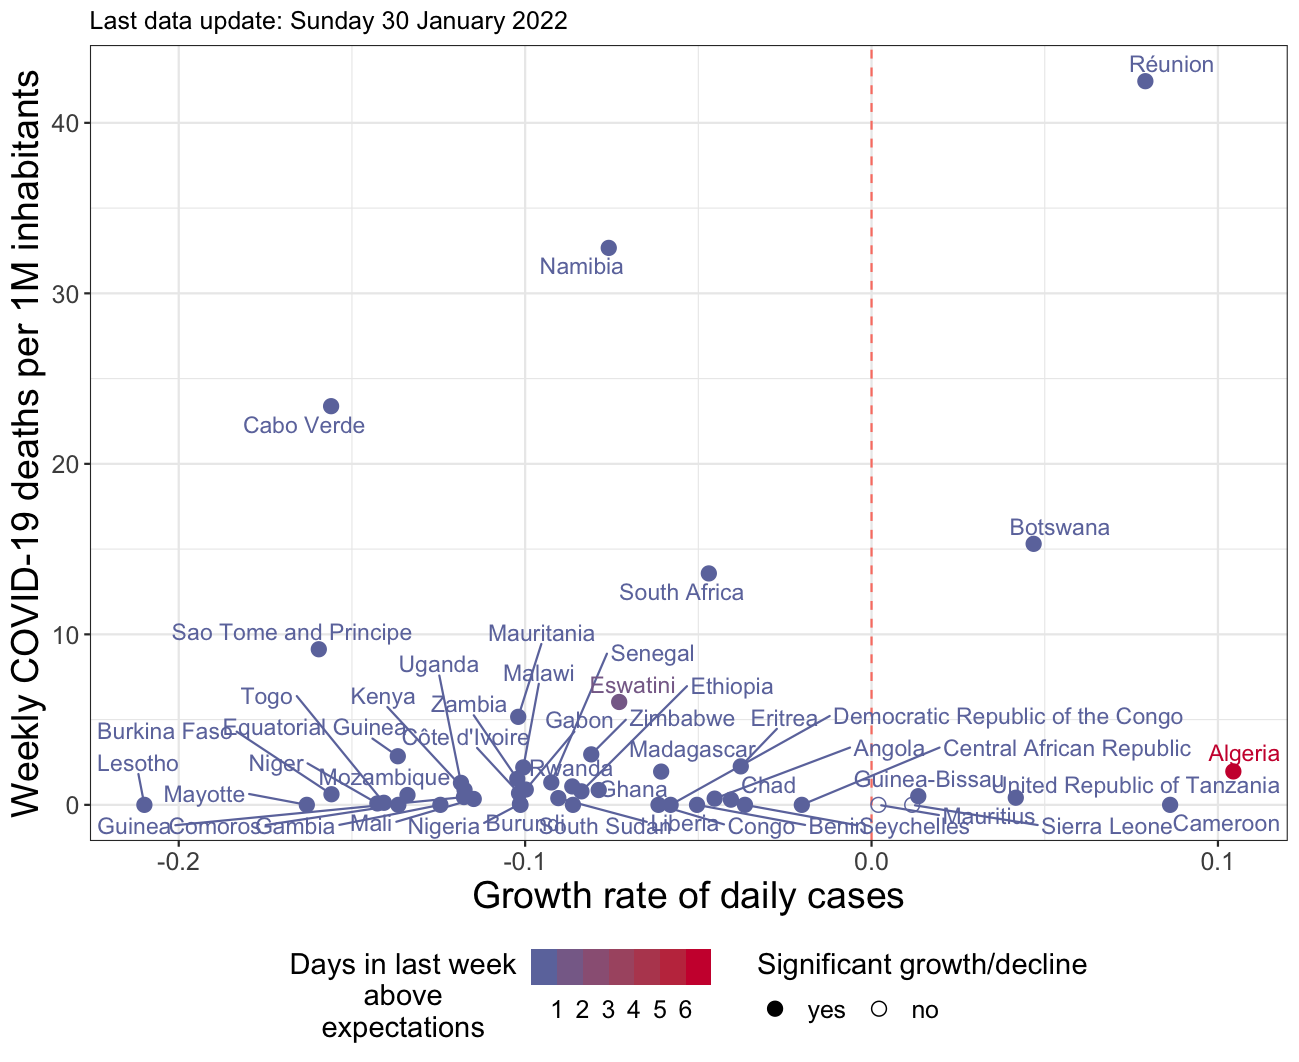 Last data update: Sunday 30 January 2022
Weekly COVID-19 deaths per 1M inhabitants
40
30
20
10
0
Réunion
Namibia
Cabo Verde
Botswana
South Africa
Sao Tome and Principe
Mauritania
Uganda
Senegal
Malawi
Eswatini
Ethiopia
Togo
Kenya
Zambia
Gabon
Zimbabwe
Eritrea
Democratic Republic of the Congo
Burkina Faso
Equatorial Guinea
Côte d'Ivoire
Madagascar
Angola
Central African Republic
Algeria
Lesotho
Niger
Rwanda
Mozambique
Ghana
Chad
Guinea-Bissau
United Republic of Tanzania
Mayotte
Guinea
Comoros
Gambia
Mali
Nigeria
Burundi
South Sudan
Liberia
Congo
Benin
Seychelles
Mauritius
Sierra Leone
Cameroon
-0.2
-0.1
0.0
0.1
Growth rate of daily cases
Days in last week
above
expectations
1 2 3 4 5 6
Significant growth/decline
yes
no